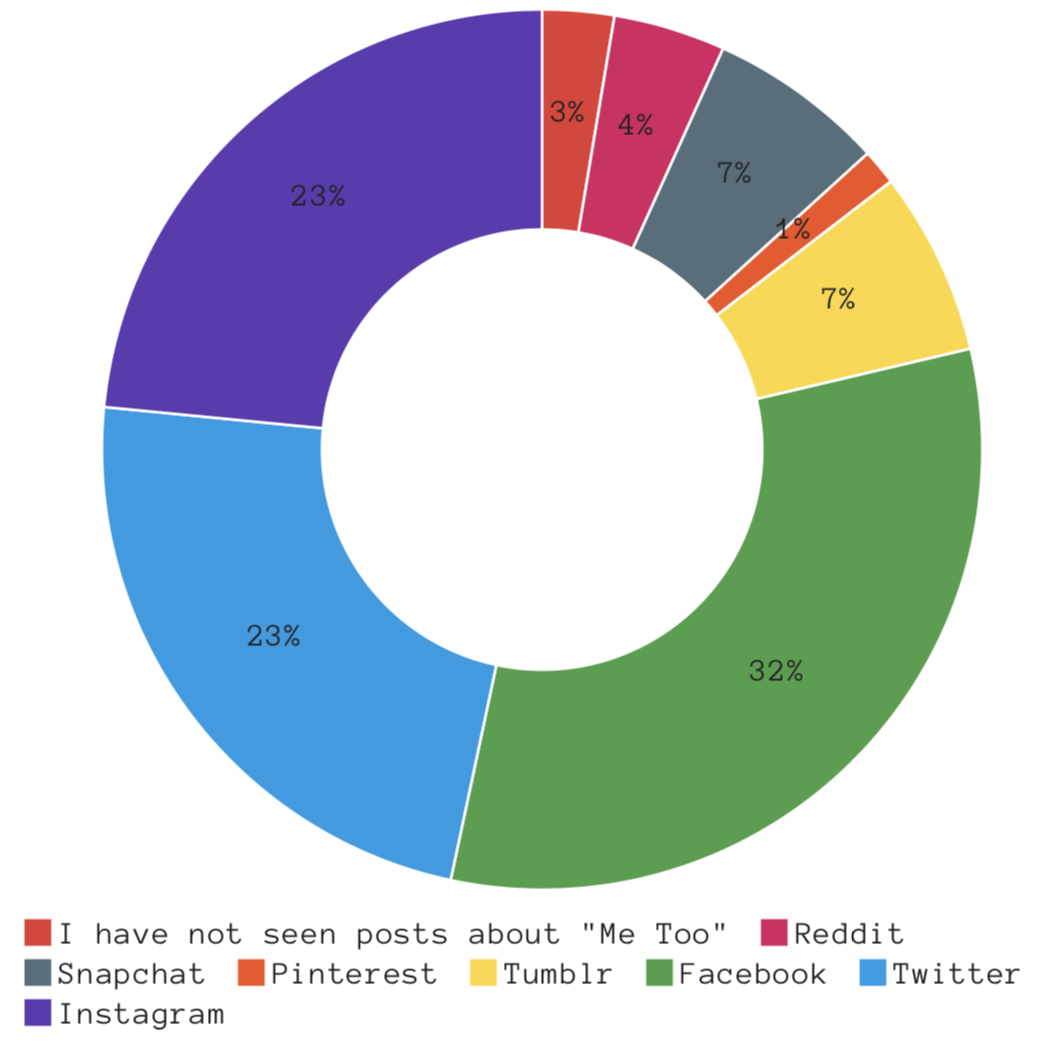 3%
4%
7%
1%
7%
32%
23%
23%
I have not seen posts about "Me Too" Reddit
Snapchat Pinterest Tumblr Facebook Twitter
Instagram